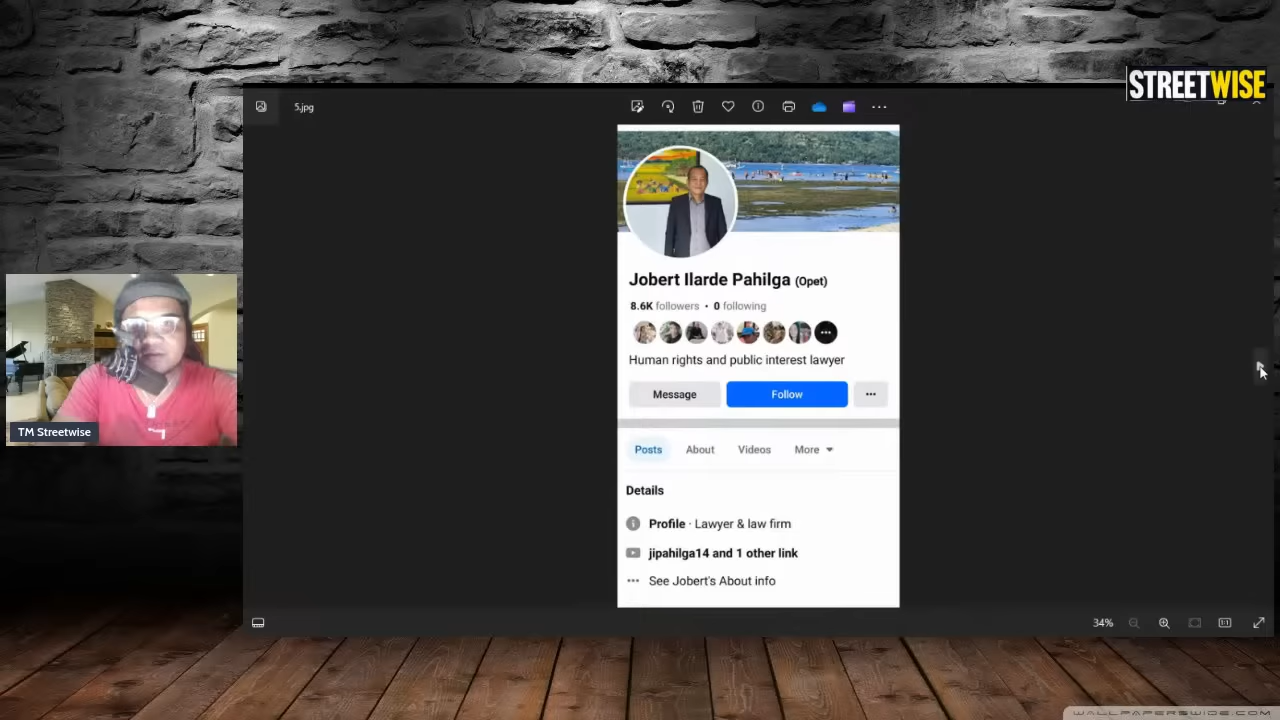 STREETWISE
5.jpg
Jobert Ilarde Pahilga (Opet)
8.6K followers • 0 following
Human rights and public interest lawyer
Message
Follow
Posts
About
Videos
More
Details
Profile · Lawyer & law firm
jipahilga14 and 1 other link
See Jobert's About info
TM Streetwise
34%
WALLPAPERSWIDE.COM